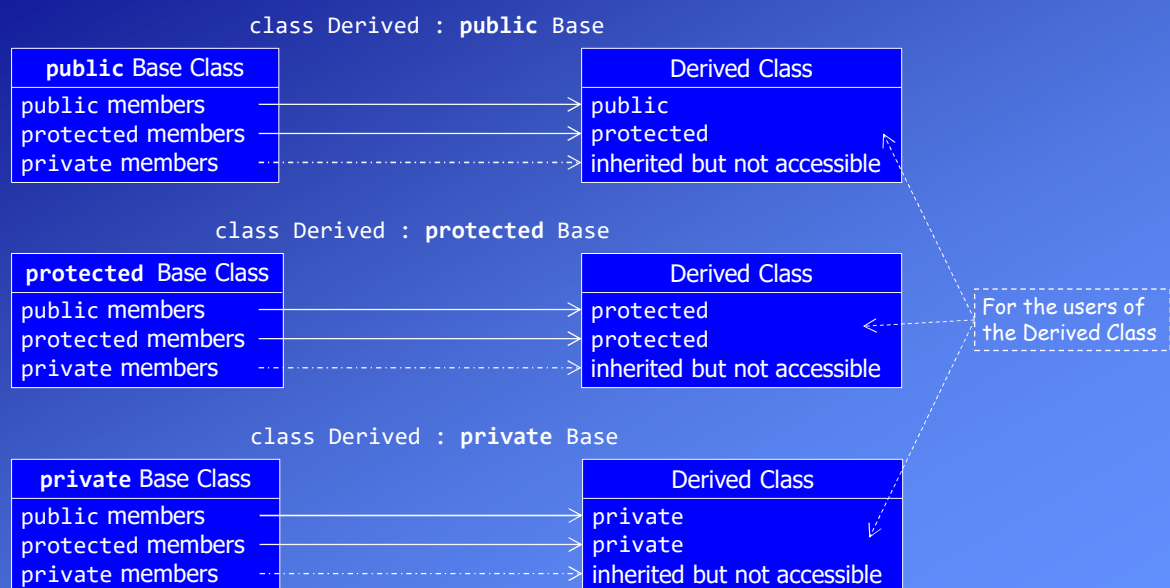 class Derived : public Base
public Base Class
public members
protected members
private members
Derived Class
public
protected
inherited but not accessible
class Derived : protected Base
protected Base Class
public members
protected members
private members
Derived Class
protected
protected
inherited but not accessible
For the users of
the Derived Class
class Derived : private Base
private Base Class
public members
protected members
private members
Derived Class
private
private
inherited but not accessible